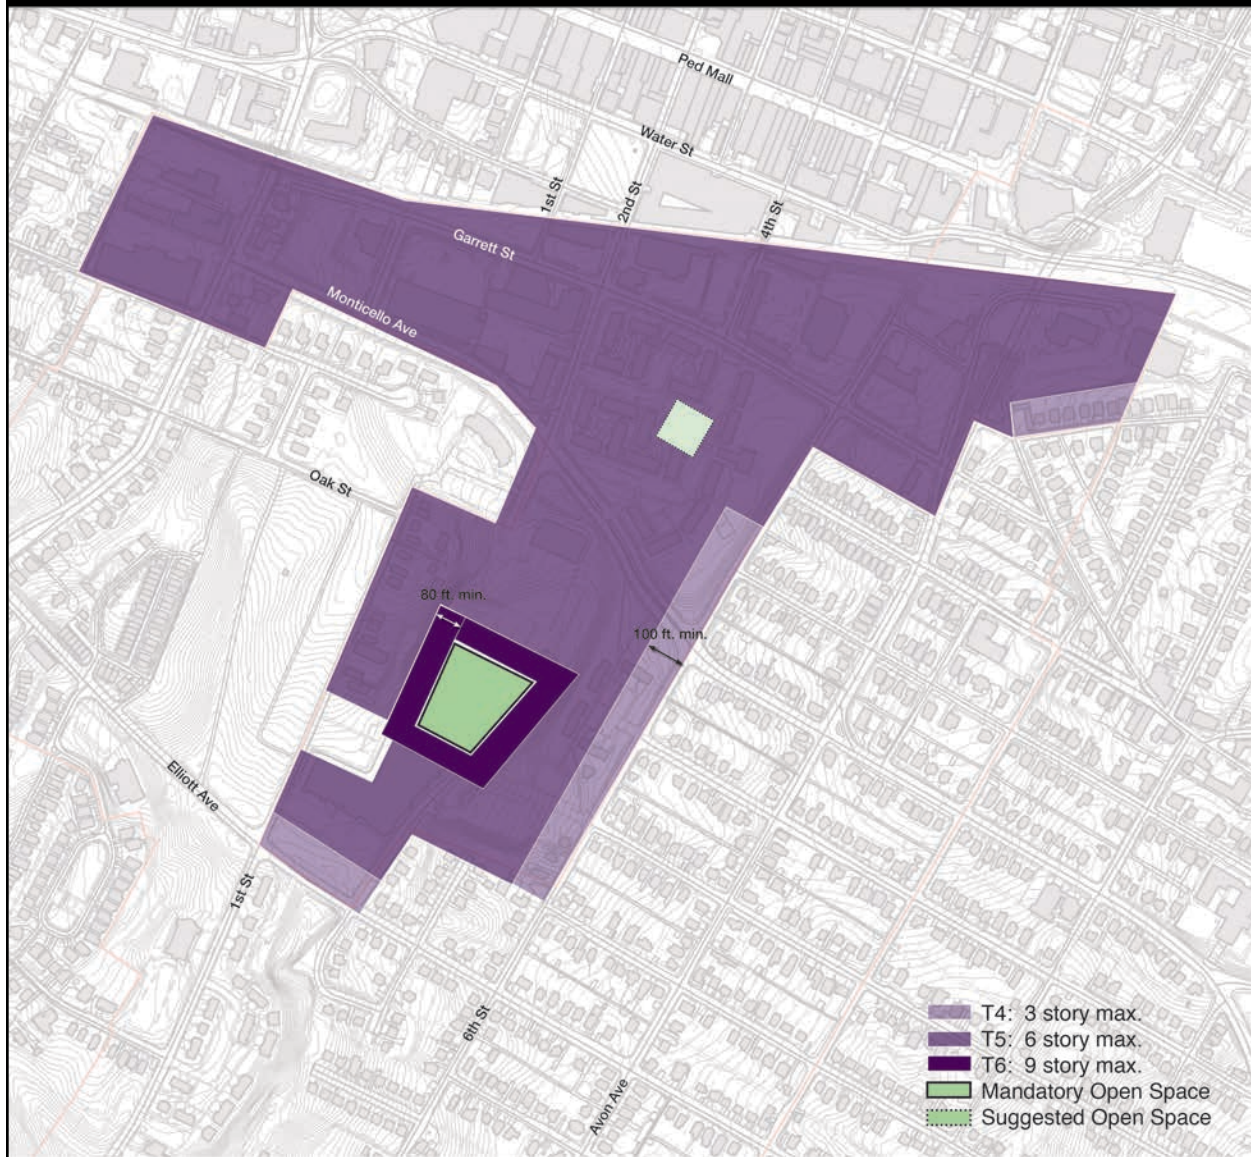 Ped Mall
Water St
1st St
2nd St
4th St
Garrett St
Monticello Ave
Oak St
80 ft. min.
100 ft. min.
Elliott Ave
1st St
6th St
Avon Ave
T4: 3 story max.
T5: 6 story max.
T6: 9 story max.
Mandatory Open Space
Suggested Open Space